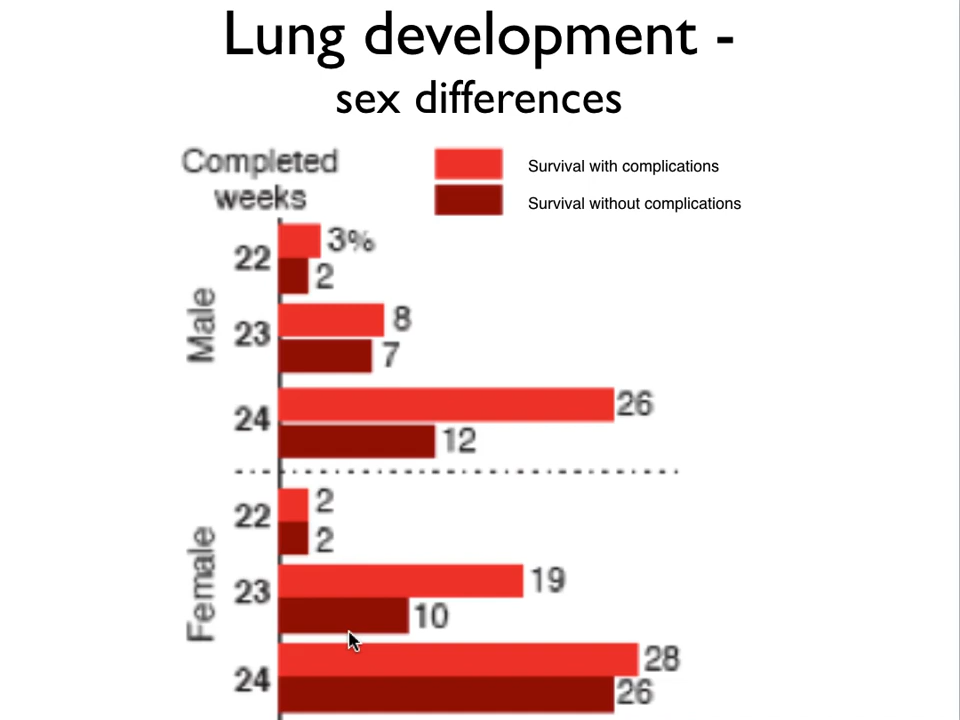 Lung development -
sex differences
Completed
weeks
Survival with complications
Survival without complications
Male
22
3%
2
23
8
7
24
26
12
Female
22
2
2
23
19
10
24
28
26